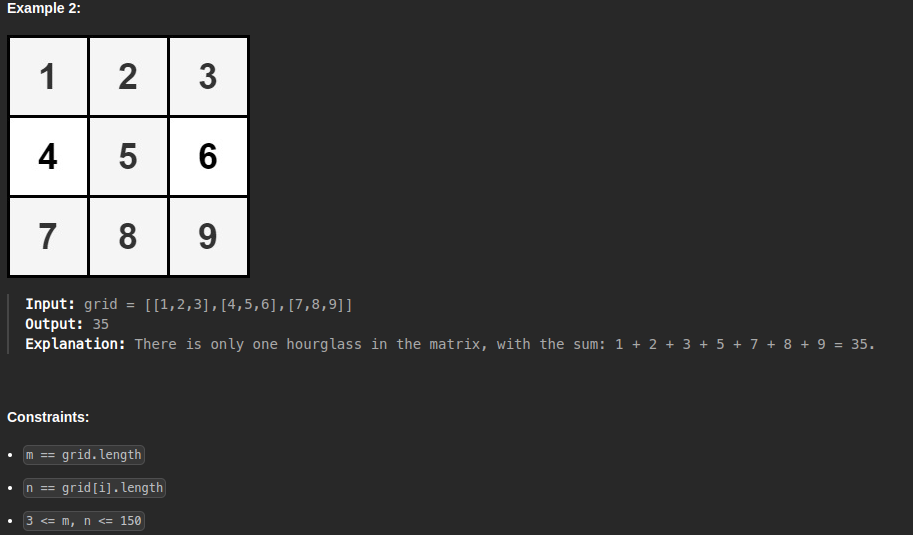 Example 2:
1 2 3
4 5 6
7 8 9
Input: grid = [[1,2,3],[4,5,6],[7,8,9]]
Output: 35
Explanation: There is only one hourglass in the matrix, with the sum: 1 + 2 + 3 + 5 + 7 + 8 + 9 = 35.
Constraints:
• m == grid.length
• n == grid[i].length
• 3 <= m, n <= 150